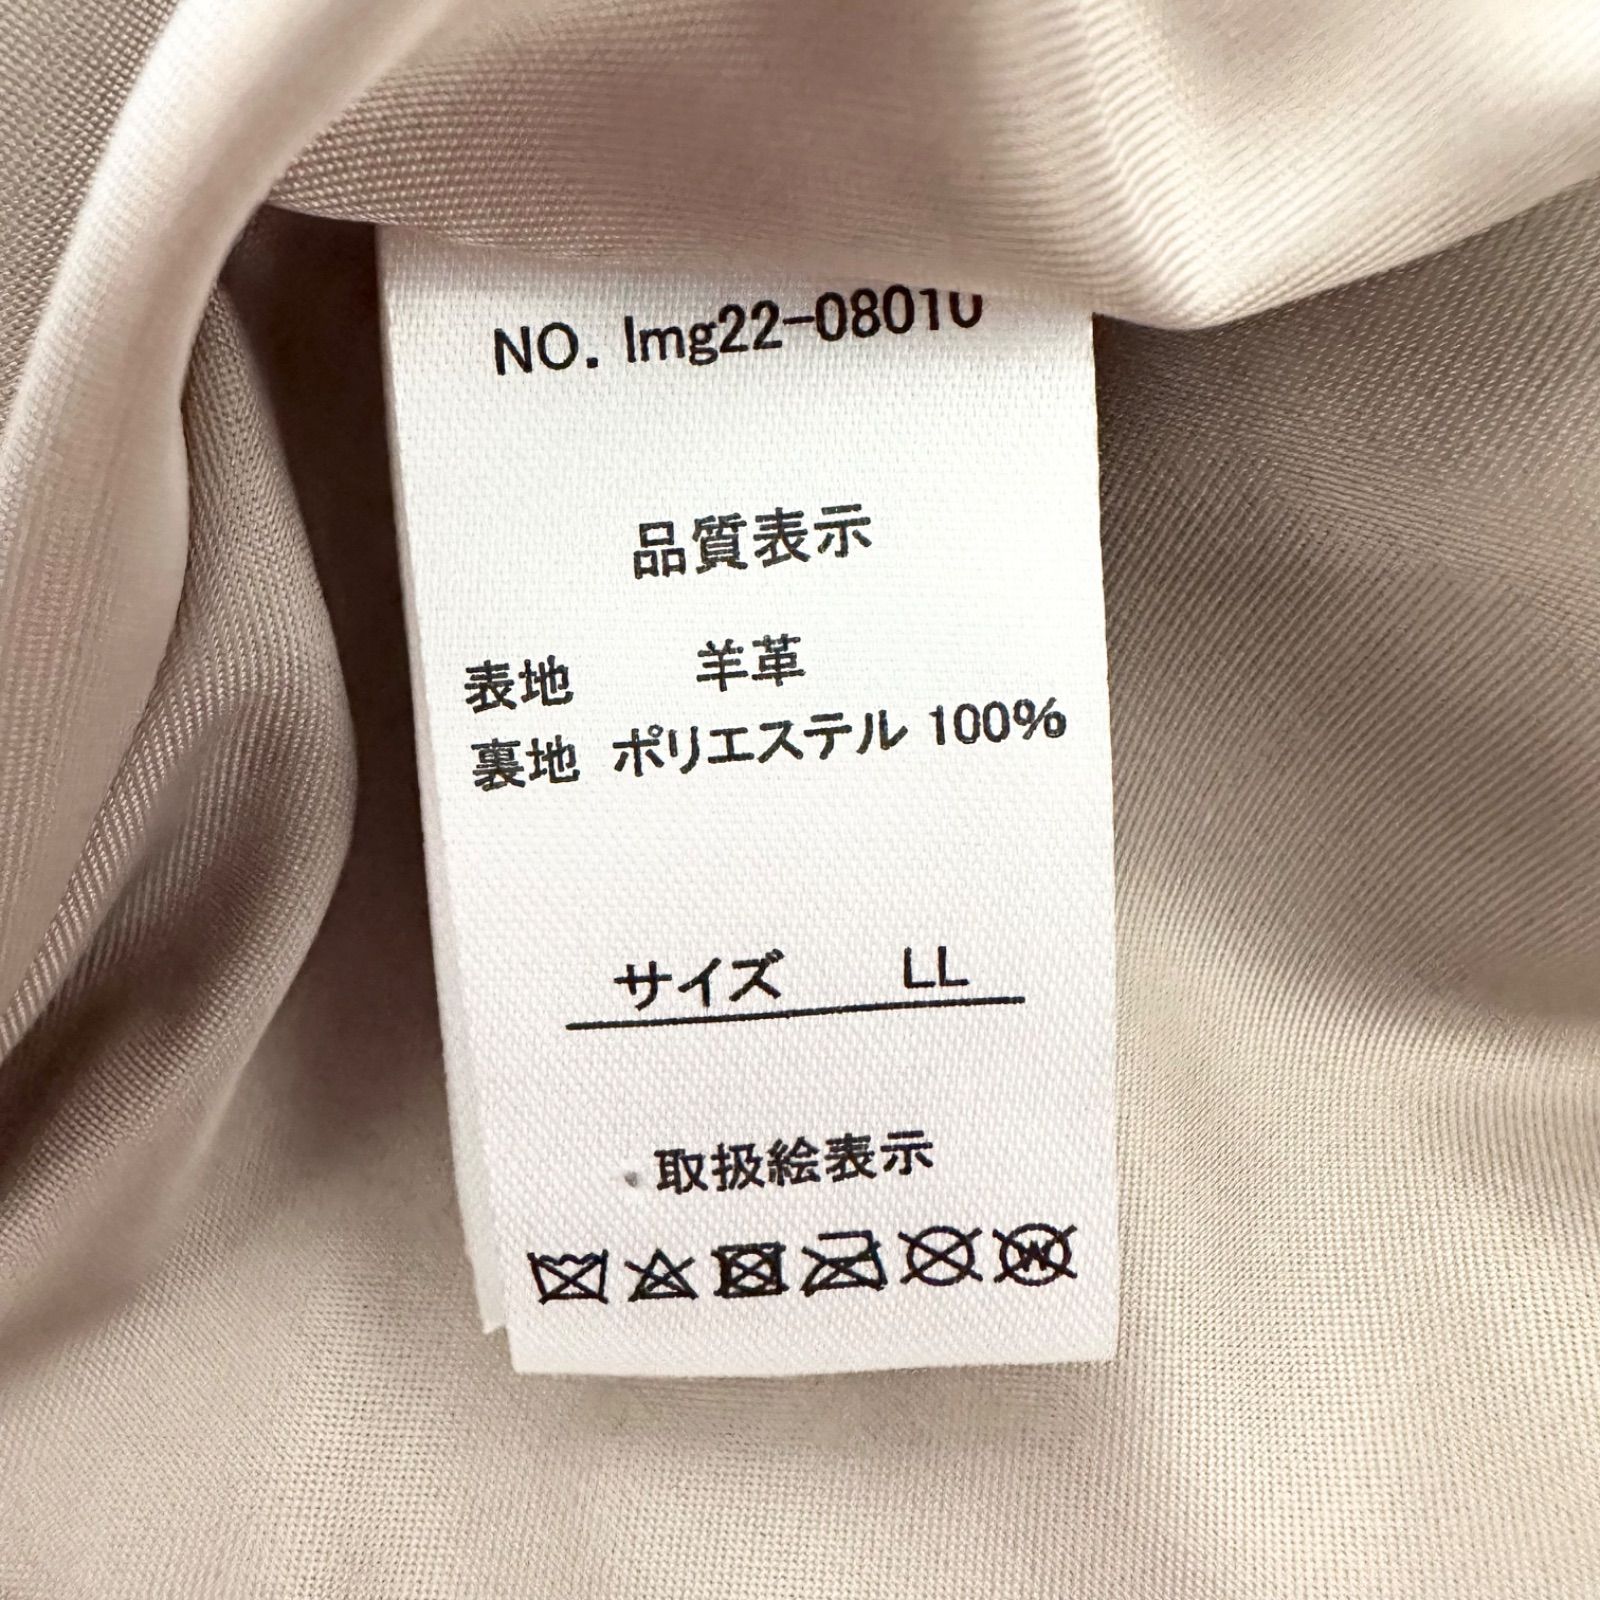 NO. lmg22-08010
品質表示
表地 羊革
裏地 ポリエステル 100%
サイズ LL
取扱絵表示
W